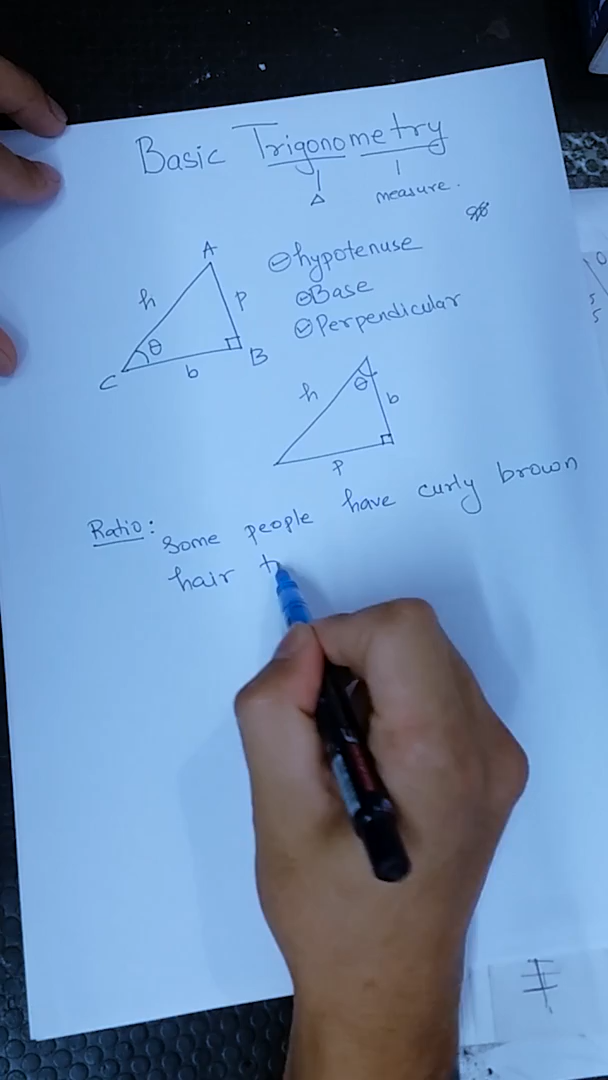 Basic Trigonometry
Δ measure.
A
h p
θ
C b B
hypotenuse
Base
Perpendicular
θ
h b
p
Ratio: some people have curly brown
hair t